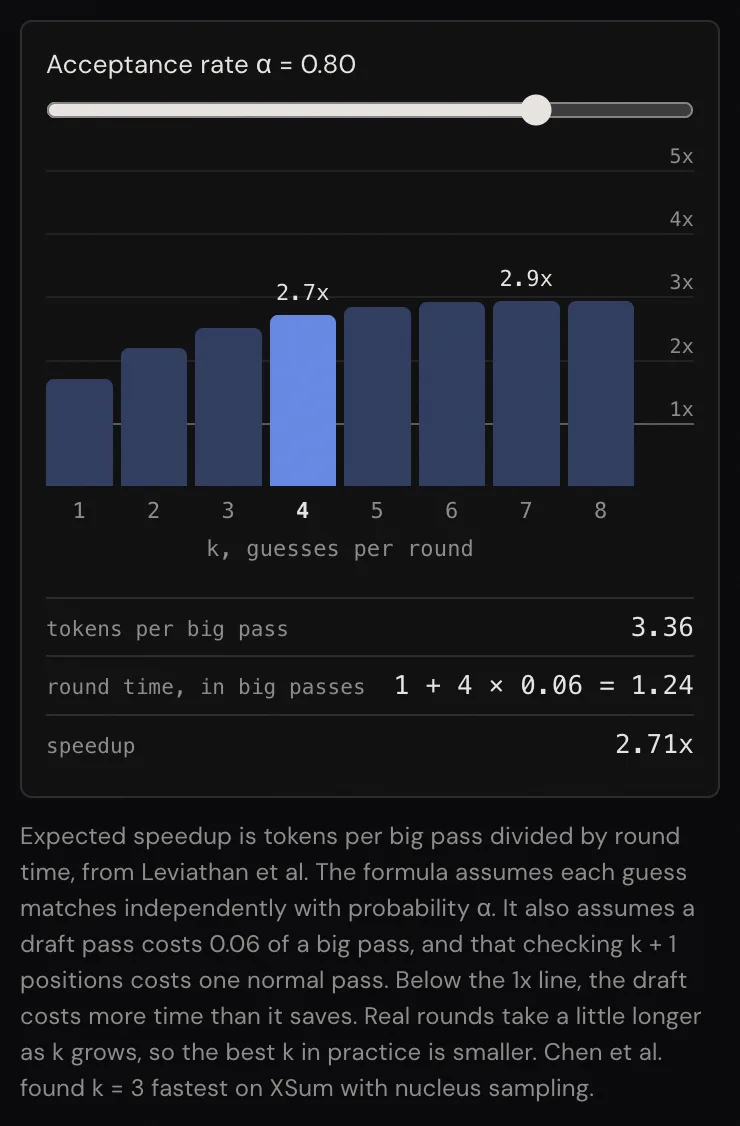 Acceptance rate α = 0.80
5x
4x
3x
2x
1x
2.7x
2.9x
1 2 3 4 5 6 7 8
k, guesses per round
tokens per big pass 3.36
round time, in big passes 1 + 4 × 0.06 = 1.24
speedup 2.71x
Expected speedup is tokens per big pass divided by round
time, from Leviathan et al. The formula assumes each guess
matches independently with probability α. It also assumes a
draft pass costs 0.06 of a big pass, and that checking k + 1
positions costs one normal pass. Below the 1x line, the draft
costs more time than it saves. Real rounds take a little longer
as k grows, so the best k in practice is smaller. Chen et al.
found k = 3 fastest on XSum with nucleus sampling.